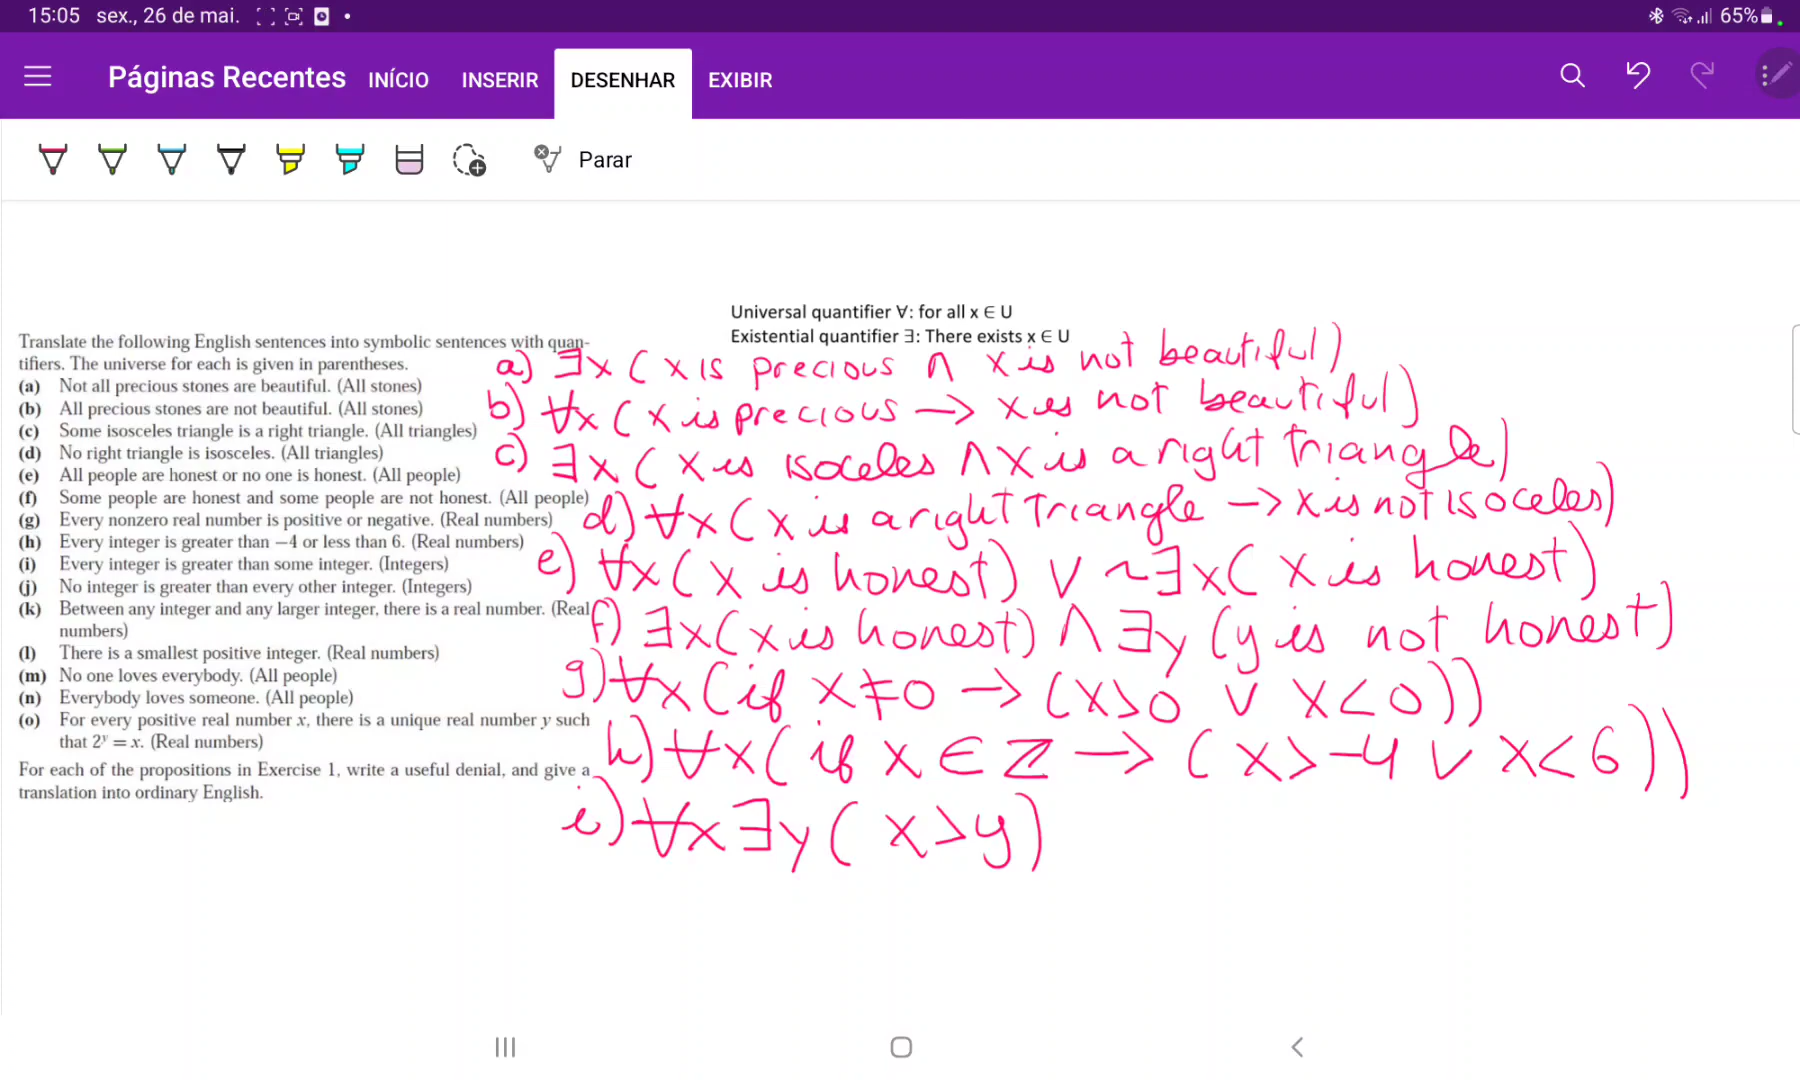 15:05 sex., 26 de mai.
65%
Páginas Recentes INÍCIO INSERIR DESENHAR EXIBIR
Parar
Universal quantifier ∀: for all x ∈ U
Existential quantifier ∃: There exists x ∈ U
Translate the following English sentences into symbolic sentences with quan-
tifiers. The universe for each is given in parentheses.
(a) Not all precious stones are beautiful. (All stones)
(b) All precious stones are not beautiful. (All stones)
(c) Some isosceles triangle is a right triangle. (All triangles)
(d) No right triangle is isosceles. (All triangles)
(e) All people are honest or no one is honest. (All people)
(f) Some people are honest and some people are not honest. (All people)
(g) Every nonzero real number is positive or negative. (Real numbers)
(h) Every integer is greater than −4 or less than 6. (Real numbers)
(i) Every integer is greater than some integer. (Integers)
(j) No integer is greater than every other integer. (Integers)
(k) Between any integer and any larger integer, there is a real number. (Real
numbers)
(l) There is a smallest positive integer. (Real numbers)
(m) No one loves everybody. (All people)
(n) Everybody loves someone. (All people)
(o) For every positive real number x, there is a unique real number y such
that 2^y = x. (Real numbers)
For each of the propositions in Exercise 1, write a useful denial, and give a
translation into ordinary English.
a) ∃x (x is precious ∧ x is not beautiful)
b) ∀x (x is precious → x is not beautiful)
c) ∃x (x is isoceles ∧ x is a right triangle)
d) ∀x (x is a right triangle → x is not isoceles)
e) ∀x (x is honest) ∨ ~∃x (x is honest)
f) ∃x (x is honest) ∧ ∃y (y is not honest)
g) ∀x (if x ≠ 0 → (x > 0 ∨ x < 0))
h) ∀x (if x ∈ Z → (x > −4 ∨ x < 6))
i) ∀x ∃y (x > y)